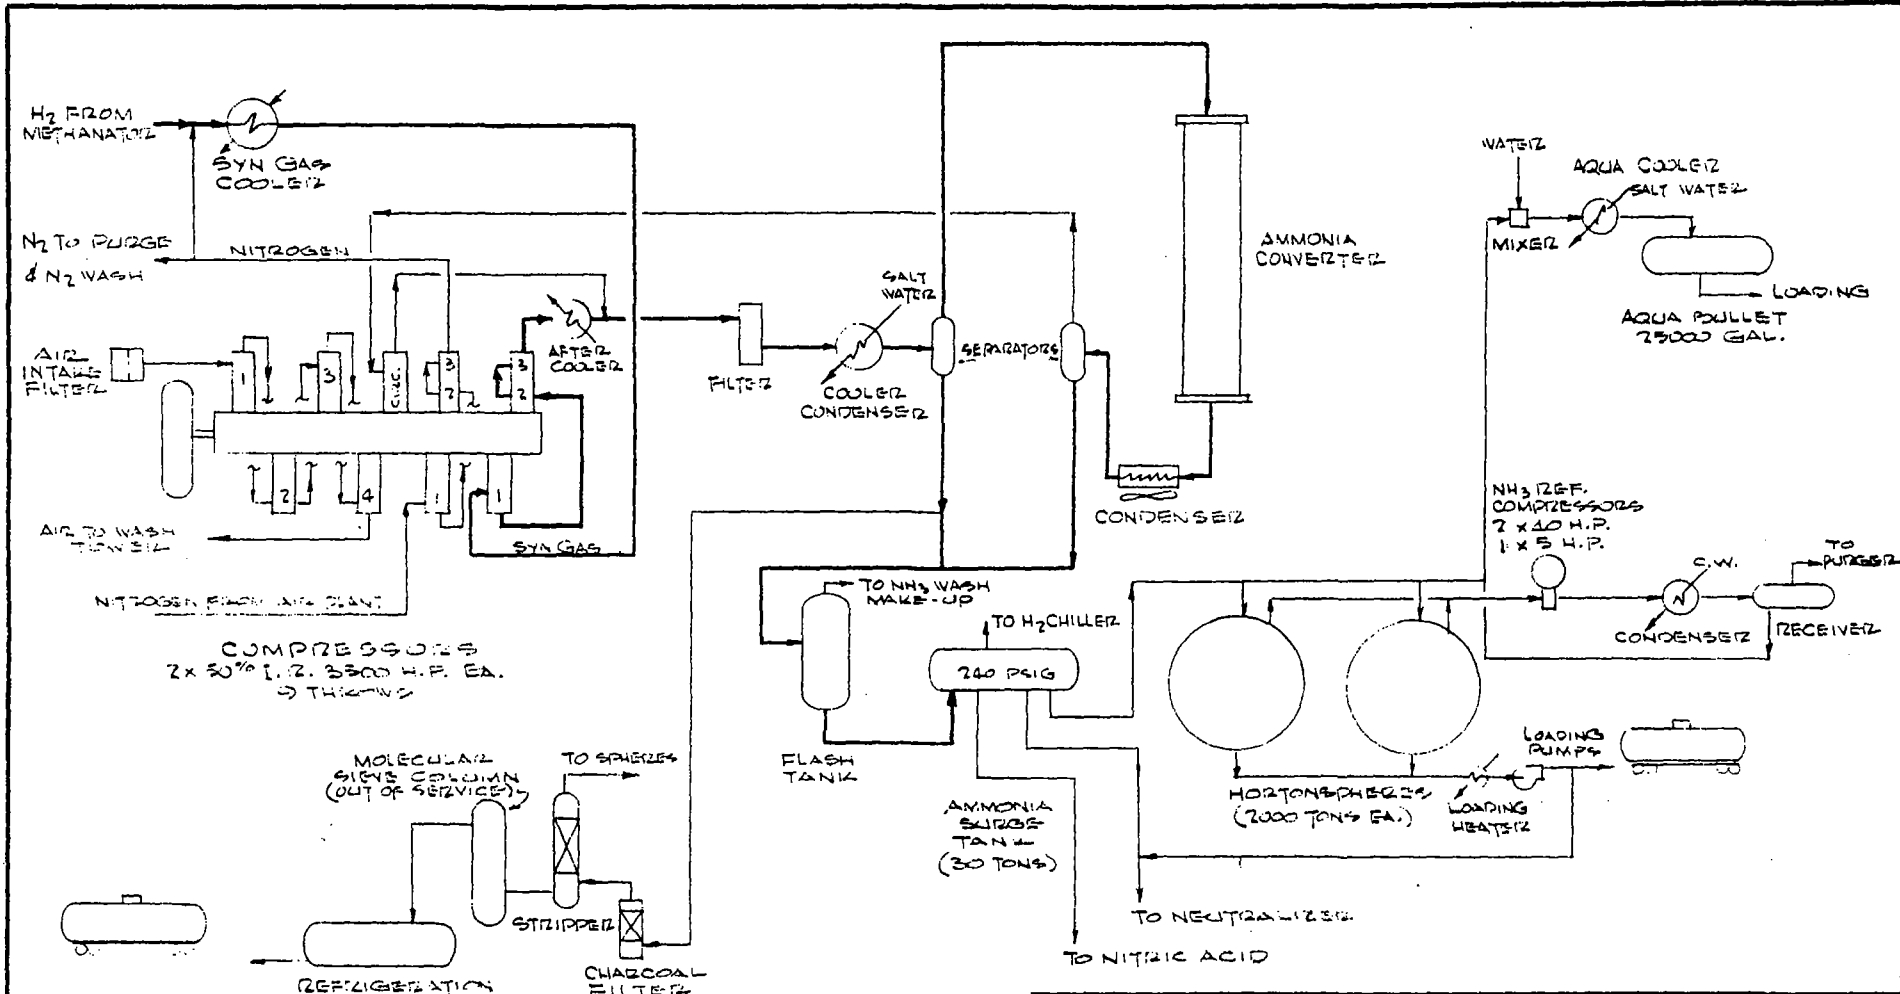 H2 FROM
METHANATOR
SYN GAS
COOLER
N2 TO PURGE
& N2 WASH
NITROGEN
AIR
INTAKE
FILTER
1
3
CIRC.
3
2
3
2
2
4
1
1
AFTER
COOLER
AIR TO WASH
TOWER
SYN GAS
NITROGEN FROM AIR PLANT
COMPRESSORS
2 x 50% I.R. 3500 H.P. EA.
9 THROWS
FILTER
SALT
WATER
COOLER
CONDENSER
SEPARATORS
AMMONIA
CONVERTER
CONDENSER
WATER
MIXER
AQUA COOLER
SALT WATER
LOADING
AQUA BULLET
25000 GAL.
NH3 REF.
COMPRESSORS
2 x 40 H.P.
1 x 5 H.P.
C.W.
TO
PURGER
CONDENSER
RECEIVER
TO NH3 WASH
MAKE-UP
FLASH
TANK
TO H2 CHILLER
240 PSIG
AMMONIA
SURGE
TANK
(30 TONS)
HORTONSPHERES
(2000 TONS EA.)
LOADING
PUMPS
LOADING
HEATER
TO NEUTRALIZER
TO NITRIC ACID
MOLECULAR
SIEVE COLUMN
(OUT OF SERVICE)
TO SPHERES
STRIPPER
CHARCOAL
FILTER
REFRIGERATION